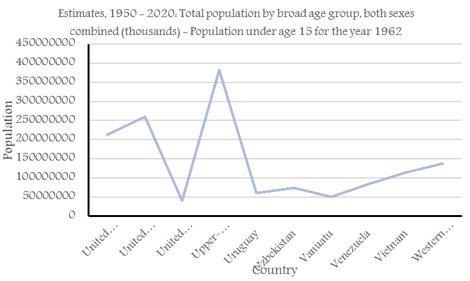 Estimates, 1950 - 2020: Total population by broad age group, both sexes
combined (thousands) - Population under age 15 for the year 1962
450000000
400000000
350000000
300000000
250000000
200000000
150000000
100000000
50000000
0
Population
United...
United...
United...
Upper-...
Uruguay
Uzbekistan
Vanuatu
Venezuela
Vietnam
Western...
Country